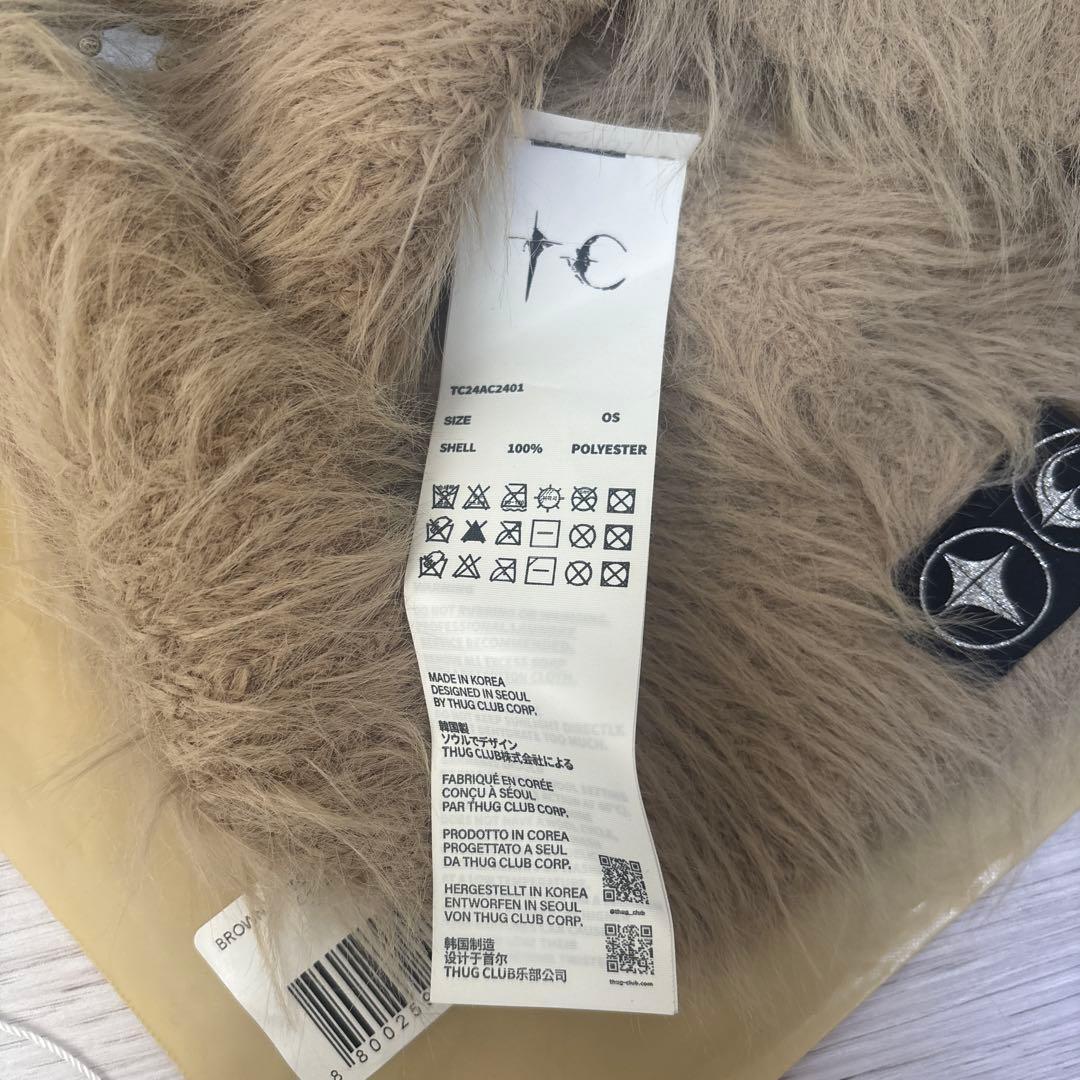 TC24AC2401
SIZE OS
SHELL 100% POLYESTER
MADE IN KOREA
DESIGNED IN SEOUL
BY THUG CLUB CORP.
韓国製
ソウルでデザイン
THUG CLUB株式会社による
FABRIQUÉ EN CORÉE
CONÇU À SÉOUL
PAR THUG CLUB CORP.
PRODOTTO IN COREA
PROGETTATO A SEUL
DA THUG CLUB CORP.
HERGESTELLT IN KOREA
ENTWORFEN IN SEOUL
VON THUG CLUB CORP.
@thug_club
韩国制造
设计于首尔
THUG CLUB乐部公司
thug-club.com
BROWN